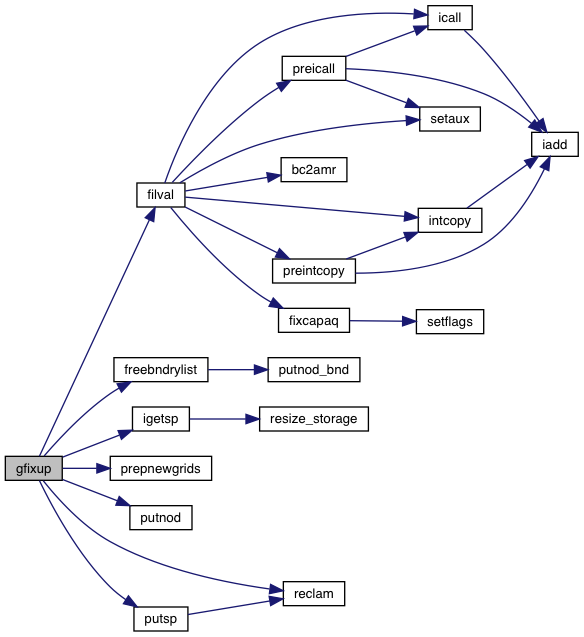 icall
preicall
setaux
iadd
bc2amr
filval
intcopy
preintcopy
fixcapaq
setflags
freebndrylist
putnod_bnd
igetsp
resize_storage
gfixup
prepnewgrids
putnod
reclam
putsp